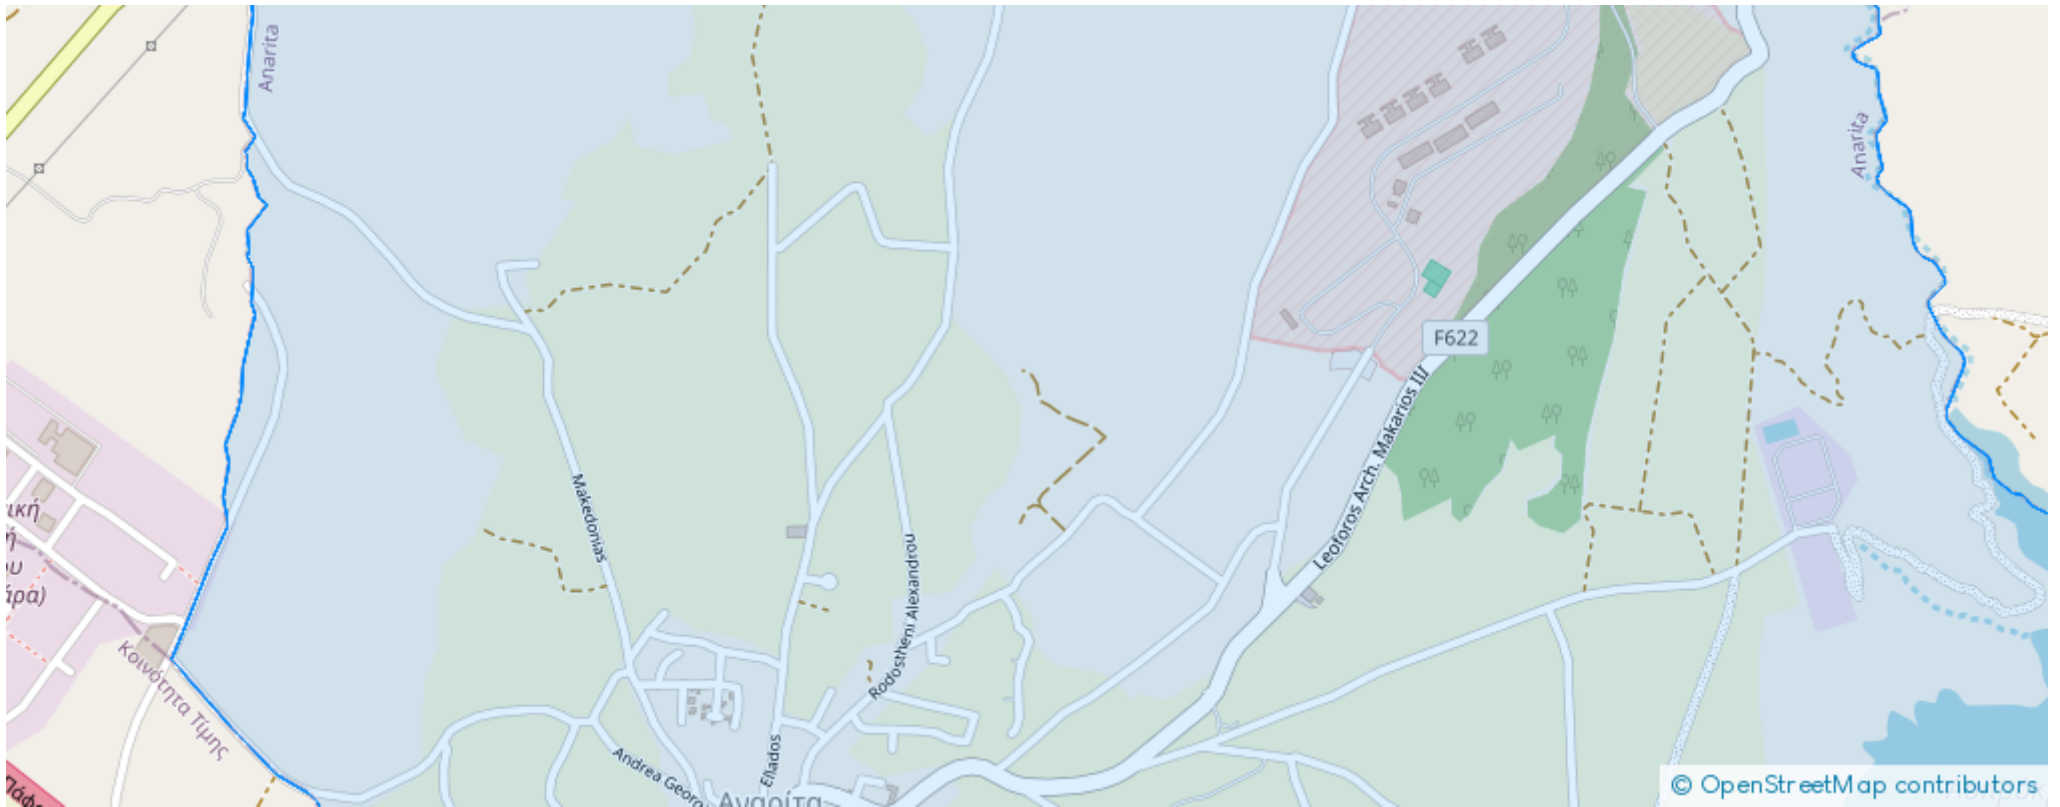 Anarita
Anarita
F622
Leoforos Arch. Makarios III
Makedonias
Rodostheni Alexandrou
Κοινότητα Τίμης
Ellados
Andrea Georg
Αναρίτα
© OpenStreetMap contributors